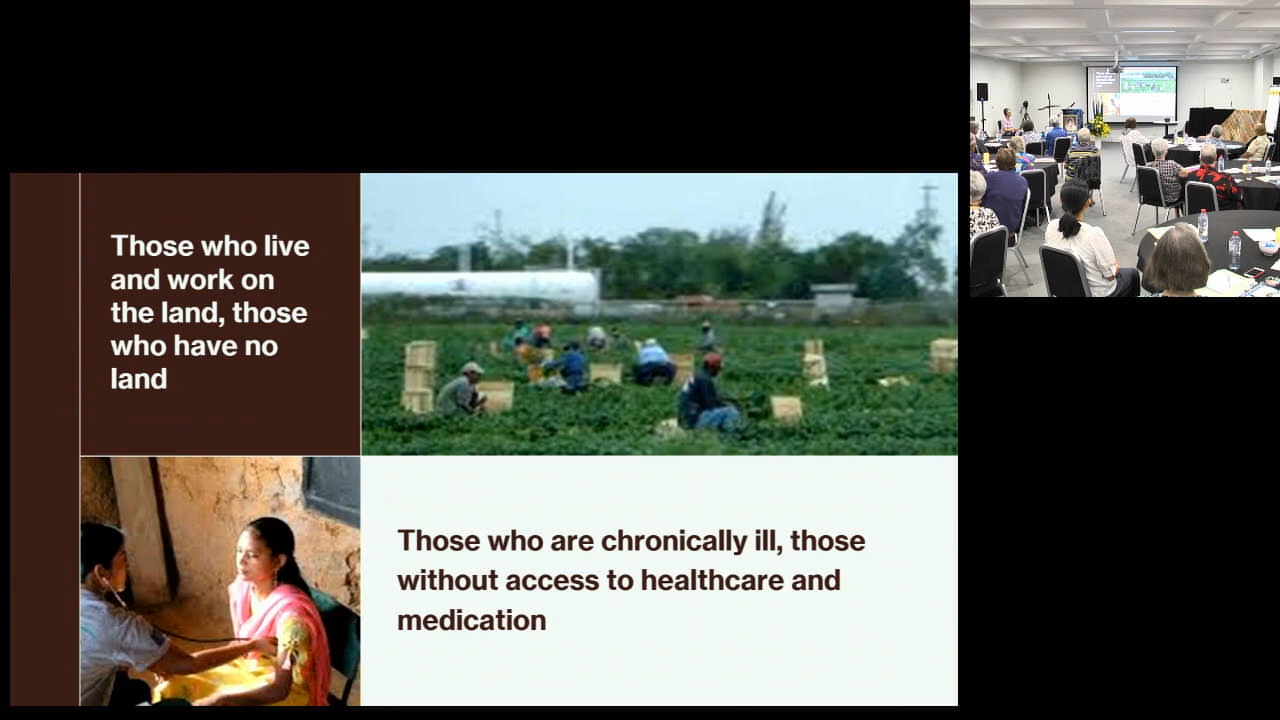 Those who live
and work on
the land, those
who have no
land
Those who are chronically ill, those
without access to healthcare and
medication